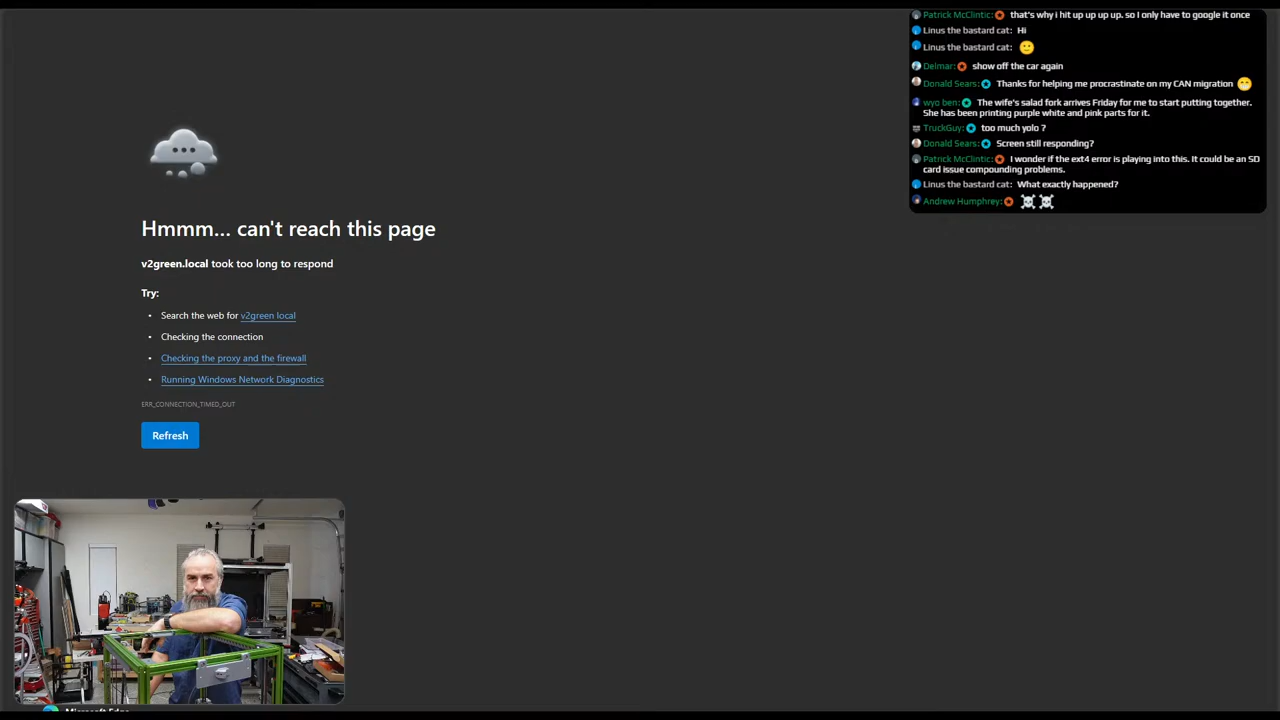 Patrick McClintic: that's why i hit up up up up. so I only have to google it once
Linus the bastard cat: Hi
Linus the bastard cat: 🙂
Delmar: show off the car again
Donald Sears: Thanks for helping me procrastinate on my CAN migration 😁
wyo ben: The wife's salad fork arrives Friday for me to start putting together.
She has been printing purple white and pink parts for it.
TruckGuy: too much yolo ?
Donald Sears: Screen still responding?
Patrick McClintic: I wonder if the ext4 error is playing into this. It could be an SD
card issue compounding problems.
Linus the bastard cat: What exactly happened?
Andrew Humphrey: ☠️ ☠️
Hmmm... can't reach this page
v2green.local took too long to respond
Try:
• Search the web for v2green local
• Checking the connection
• Checking the proxy and the firewall
• Running Windows Network Diagnostics
ERR_CONNECTION_TIMED_OUT
Refresh
Microsoft Edge